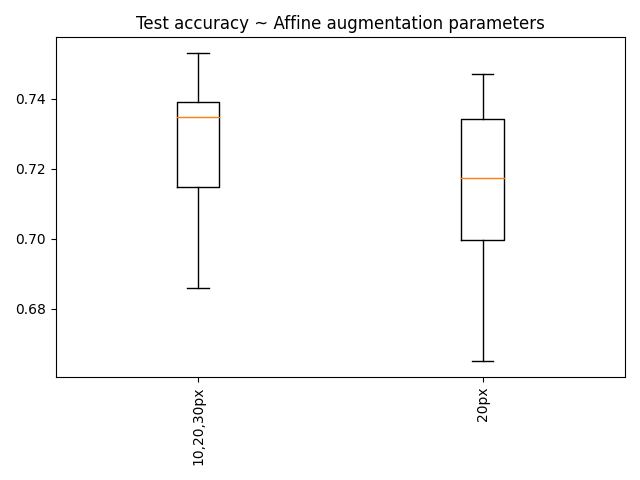 Test accuracy ~ Affine augmentation parameters
0.74
0.72
0.70
0.68
10,20,30px
20px